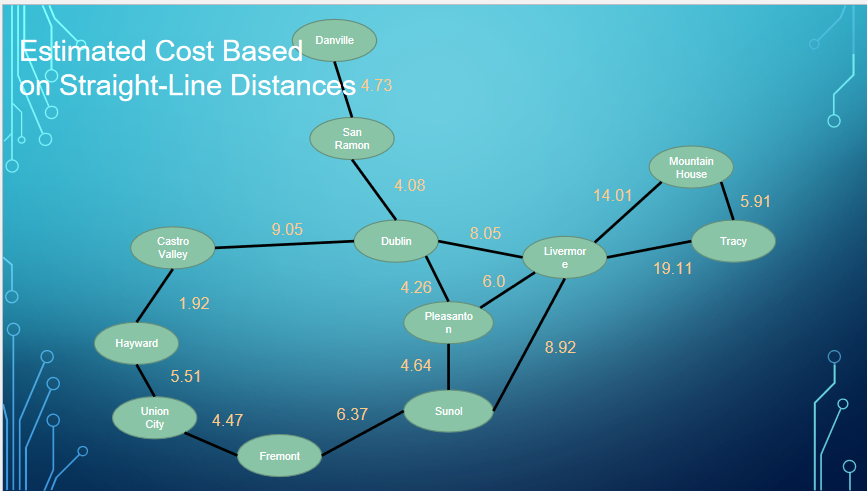 Estimated Cost Based
on Straight-Line Distances
Danville
4.73
San
Ramon
4.08
Mountain
House
14.01
5.91
Castro
Valley
9.05
Dublin
8.05
Livermor
e
Tracy
19.11
6.0
4.26
1.92
Pleasanto
n
Hayward
8.92
4.64
5.51
Union
City
4.47
6.37
Sunol
Fremont